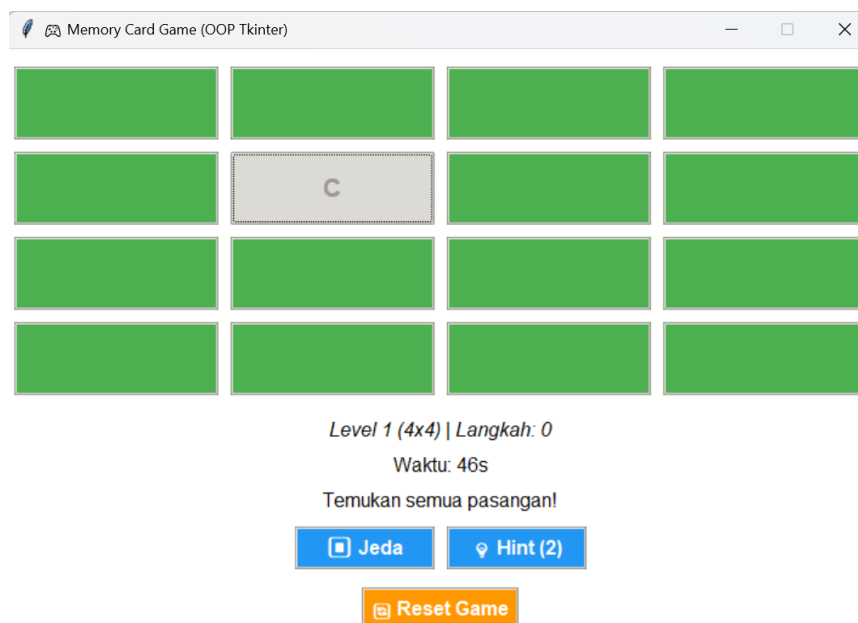 Memory Card Game (OOP Tkinter)
C
Level 1 (4x4) | Langkah: 0
Waktu: 46s
Temukan semua pasangan!
Jeda
Hint (2)
Reset Game